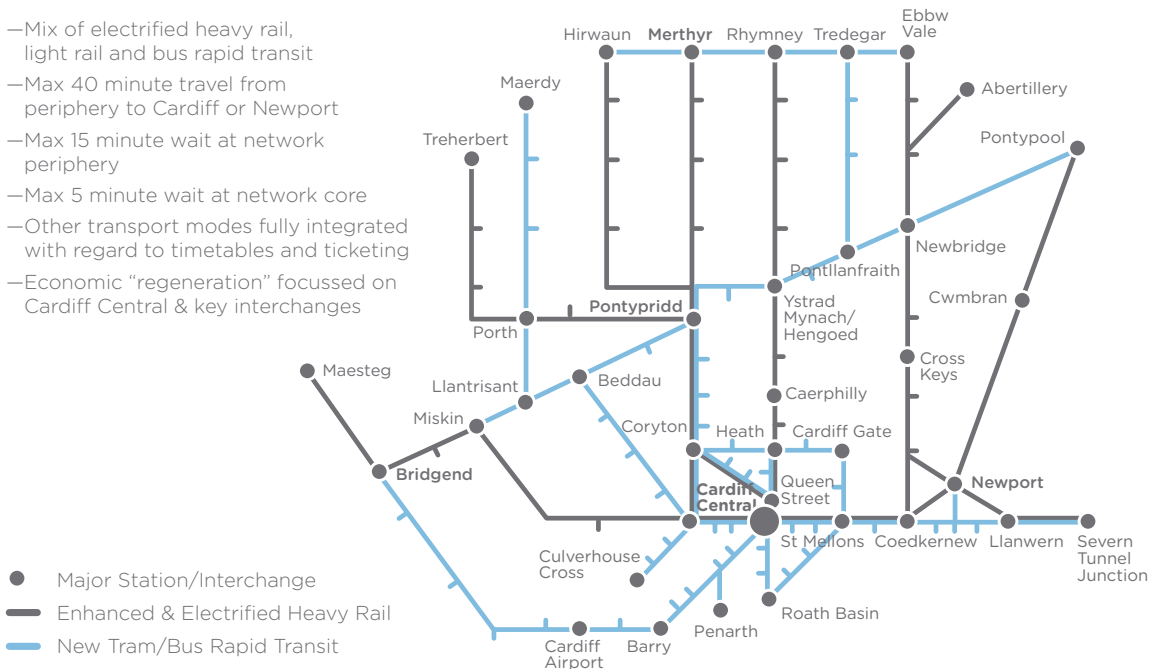 —Mix of electrified heavy rail,
light rail and bus rapid transit
—Max 40 minute travel from
periphery to Cardiff or Newport
—Max 15 minute wait at network
periphery
—Max 5 minute wait at network core
—Other transport modes fully integrated
with regard to timetables and ticketing
—Economic “regeneration” focussed on
Cardiff Central & key interchanges
Hirwaun
Merthyr
Rhymney
Tredegar
Ebbw
Vale
Maerdy
Abertillery
Treherbert
Pontypool
Newbridge
Pontllanfraith
Pontypridd
Ystrad
Mynach/
Hengoed
Cwmbran
Porth
Cross
Keys
Maesteg
Llantrisant
Beddau
Caerphilly
Miskin
Coryton
Heath
Cardiff Gate
Bridgend
Cardiff
Central
Queen
Street
Newport
Culverhouse
Cross
St Mellons
Coedkernew
Llanwern
Severn
Tunnel
Junction
Roath Basin
Penarth
Barry
Cardiff
Airport
Major Station/Interchange
Enhanced & Electrified Heavy Rail
New Tram/Bus Rapid Transit